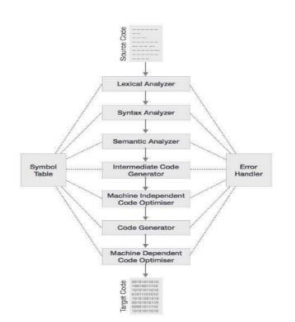 Source Code
Lexical Analyzer
Syntax Analyzer
Semantic Analyzer
Symbol
Table
Intermediate Code
Generator
Error
Handler
Machine Independent
Code Optimiser
Code Generator
Machine Dependent
Code Optimiser
Target Code